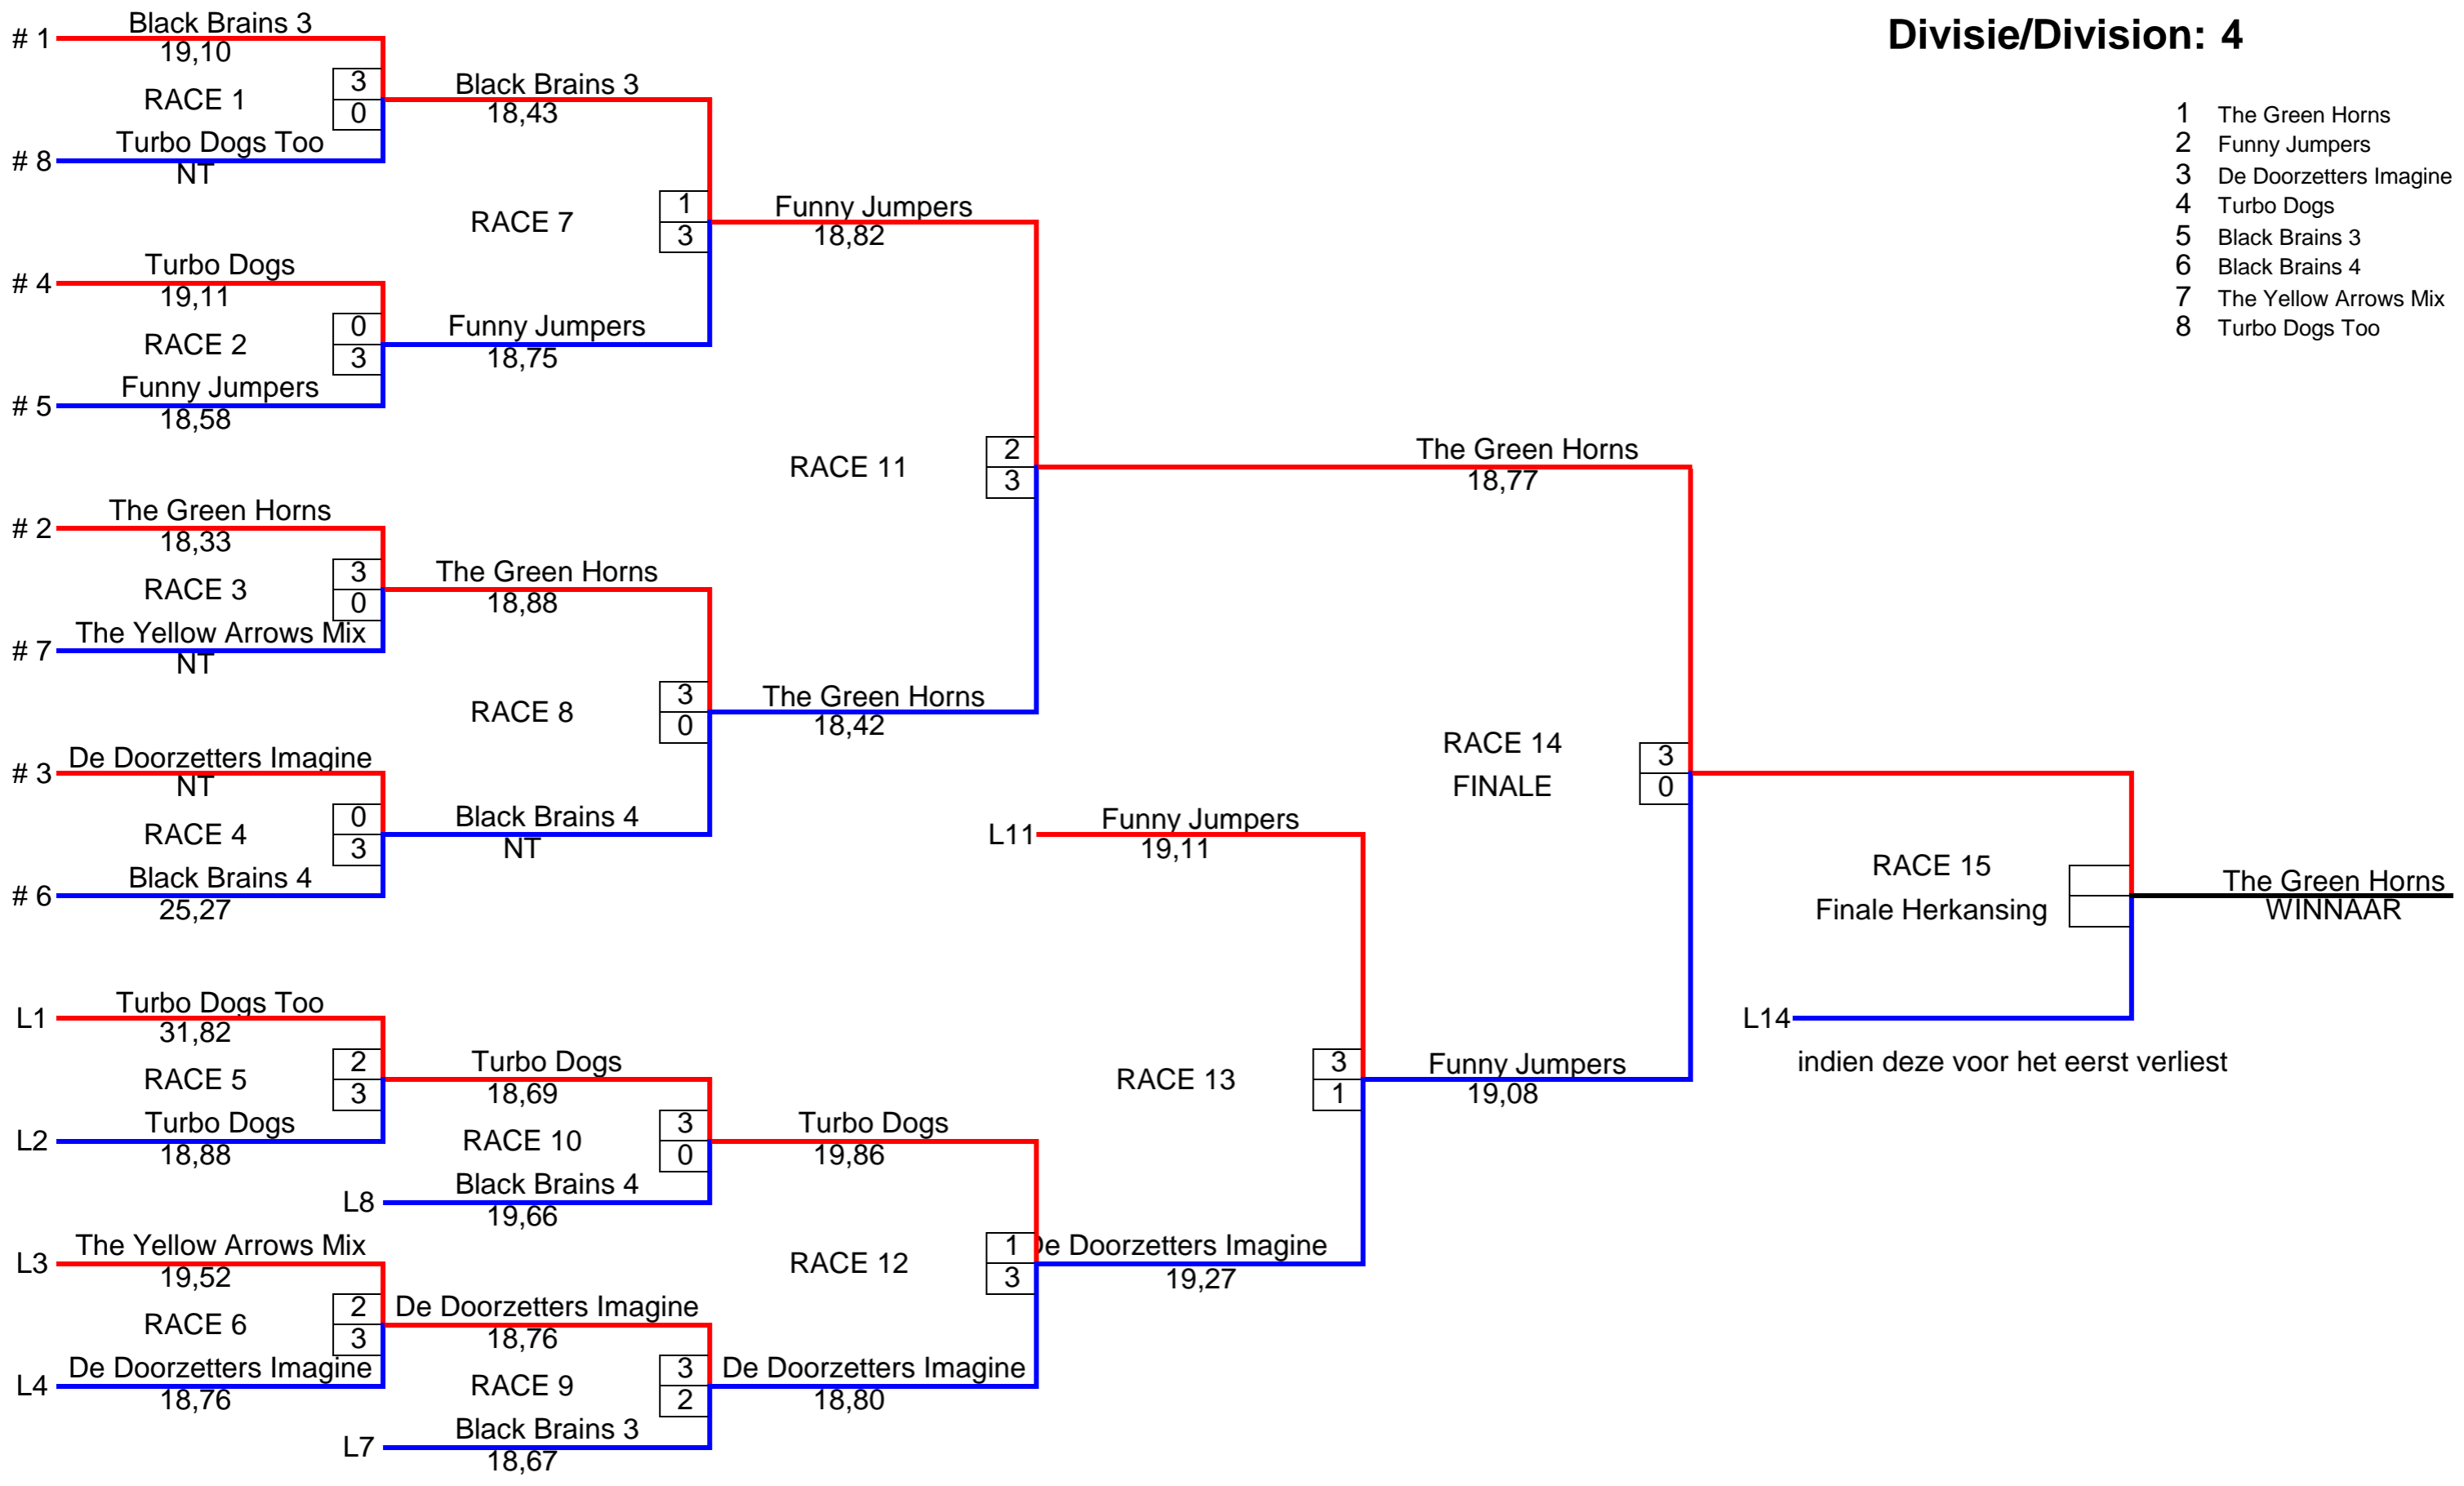 Divisie/Division: 4
1 The Green Horns
2 Funny Jumpers
3 De Doorzetters Imagine
4 Turbo Dogs
5 Black Brains 3
6 Black Brains 4
7 The Yellow Arrows Mix
8 Turbo Dogs Too
# 1 Black Brains 3
19,10
RACE 1
3
0
# 8 Turbo Dogs Too
NT
# 4 Turbo Dogs
19,11
RACE 2
0
3
# 5 Funny Jumpers
18,58
# 2 The Green Horns
18,33
RACE 3
3
0
# 7 The Yellow Arrows Mix
NT
# 3 De Doorzetters Imagine
NT
RACE 4
0
3
# 6 Black Brains 4
25,27
L1 Turbo Dogs Too
31,82
RACE 5
2
3
L2 Turbo Dogs
18,88
L3 The Yellow Arrows Mix
19,52
RACE 6
2
3
L4 De Doorzetters Imagine
18,76
Black Brains 3
18,43
RACE 7
1
3
Funny Jumpers
18,75
The Green Horns
18,88
RACE 8
3
0
Black Brains 4
NT
Turbo Dogs
18,69
RACE 10
3
0
L8 Black Brains 4
19,66
De Doorzetters Imagine
18,76
RACE 9
3
2
L7 Black Brains 3
18,67
Funny Jumpers
18,82
RACE 11
2
3
The Green Horns
18,42
Turbo Dogs
19,86
RACE 12
1
3
De Doorzetters Imagine
18,80
L11 Funny Jumpers
19,11
RACE 13
3
1
De Doorzetters Imagine
19,27
The Green Horns
18,77
RACE 14
FINALE
3
0
Funny Jumpers
19,08
RACE 15
Finale Herkansing
L14
indien deze voor het eerst verliest
The Green Horns
WINNAAR